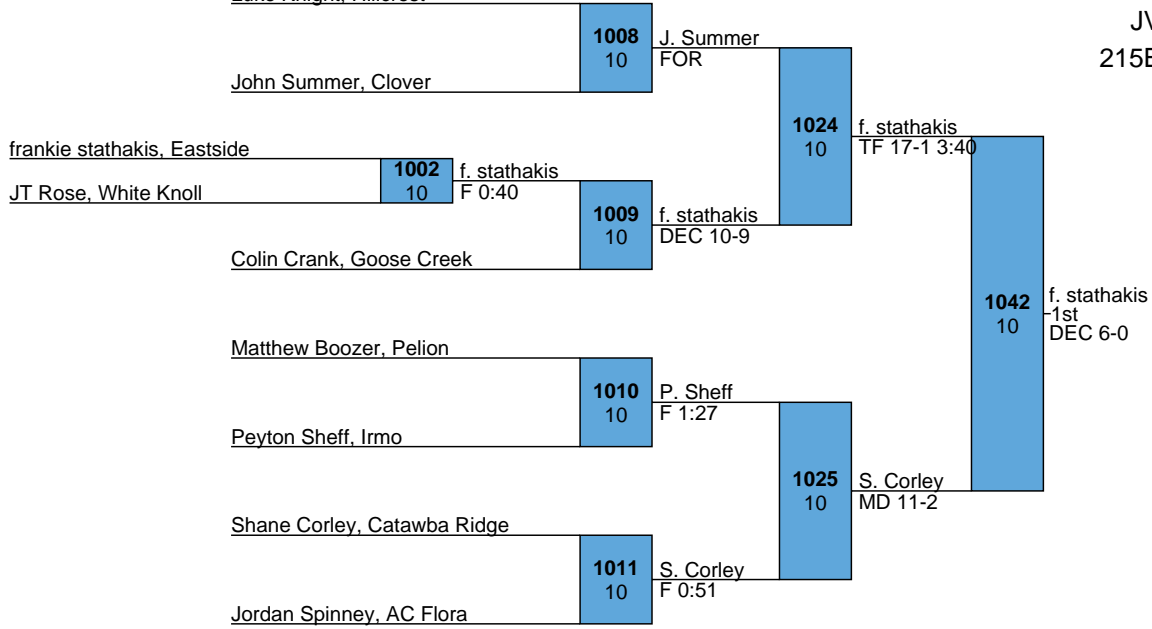 JV
215B
1008
10
J. Summer
FOR
John Summer, Clover
1024
10
f. stathakis
TF 17-1 3:40
frankie stathakis, Eastside
1002
10
f. stathakis
F 0:40
JT Rose, White Knoll
1009
10
f. stathakis
DEC 10-9
Colin Crank, Goose Creek
1042
10
f. stathakis
1st
DEC 6-0
Matthew Boozer, Pelion
1010
10
P. Sheff
F 1:27
Peyton Sheff, Irmo
1025
10
S. Corley
MD 11-2
Shane Corley, Catawba Ridge
1011
10
S. Corley
F 0:51
Jordan Spinney, AC Flora